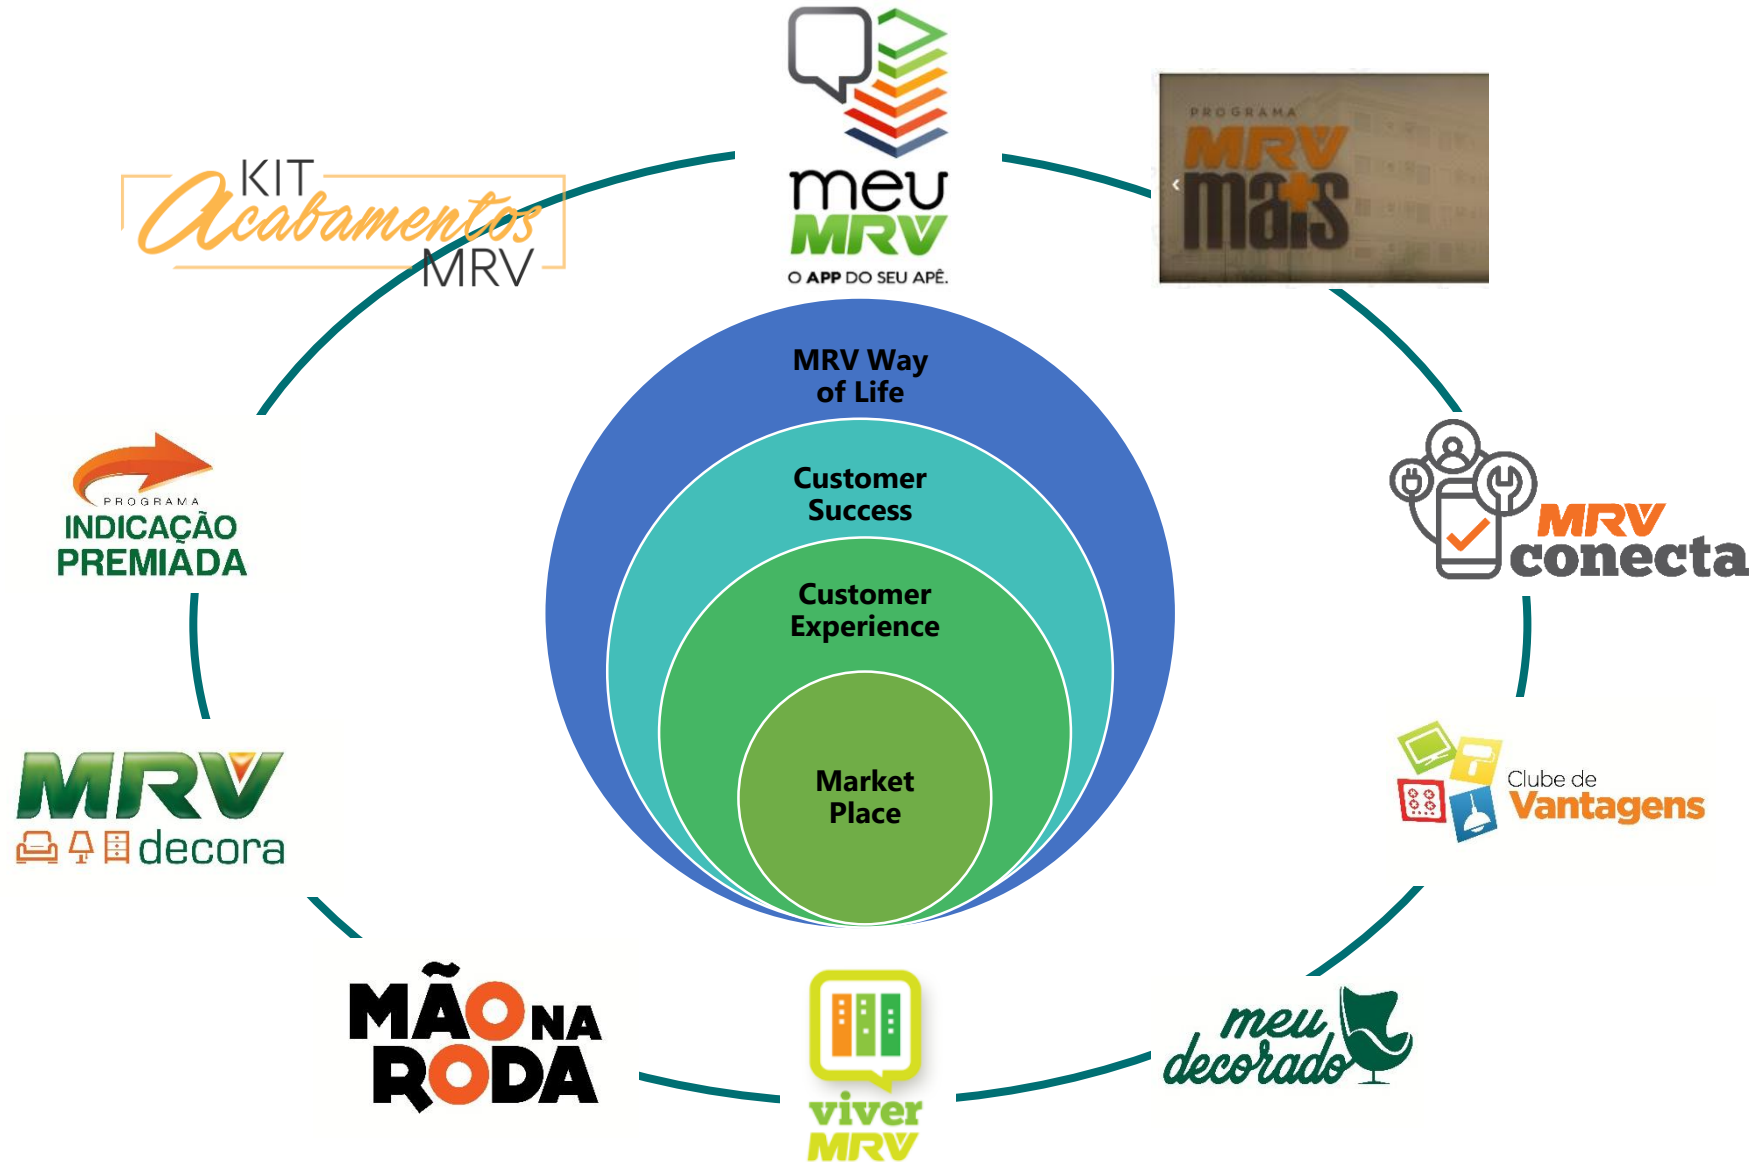 meu
MRV
O APP DO SEU APÊ.
PROGRAMA
MRV
mais
KIT
Acabamentos
MRV
MRV Way
of Life
Customer
Success
Customer
Experience
Market
Place
PROGRAMA
INDICAÇÃO
PREMIADA
MRV
conecta
MRV
decora
Clube de
Vantagens
MÃO NA
RODA
viver
MRV
meu
decorado